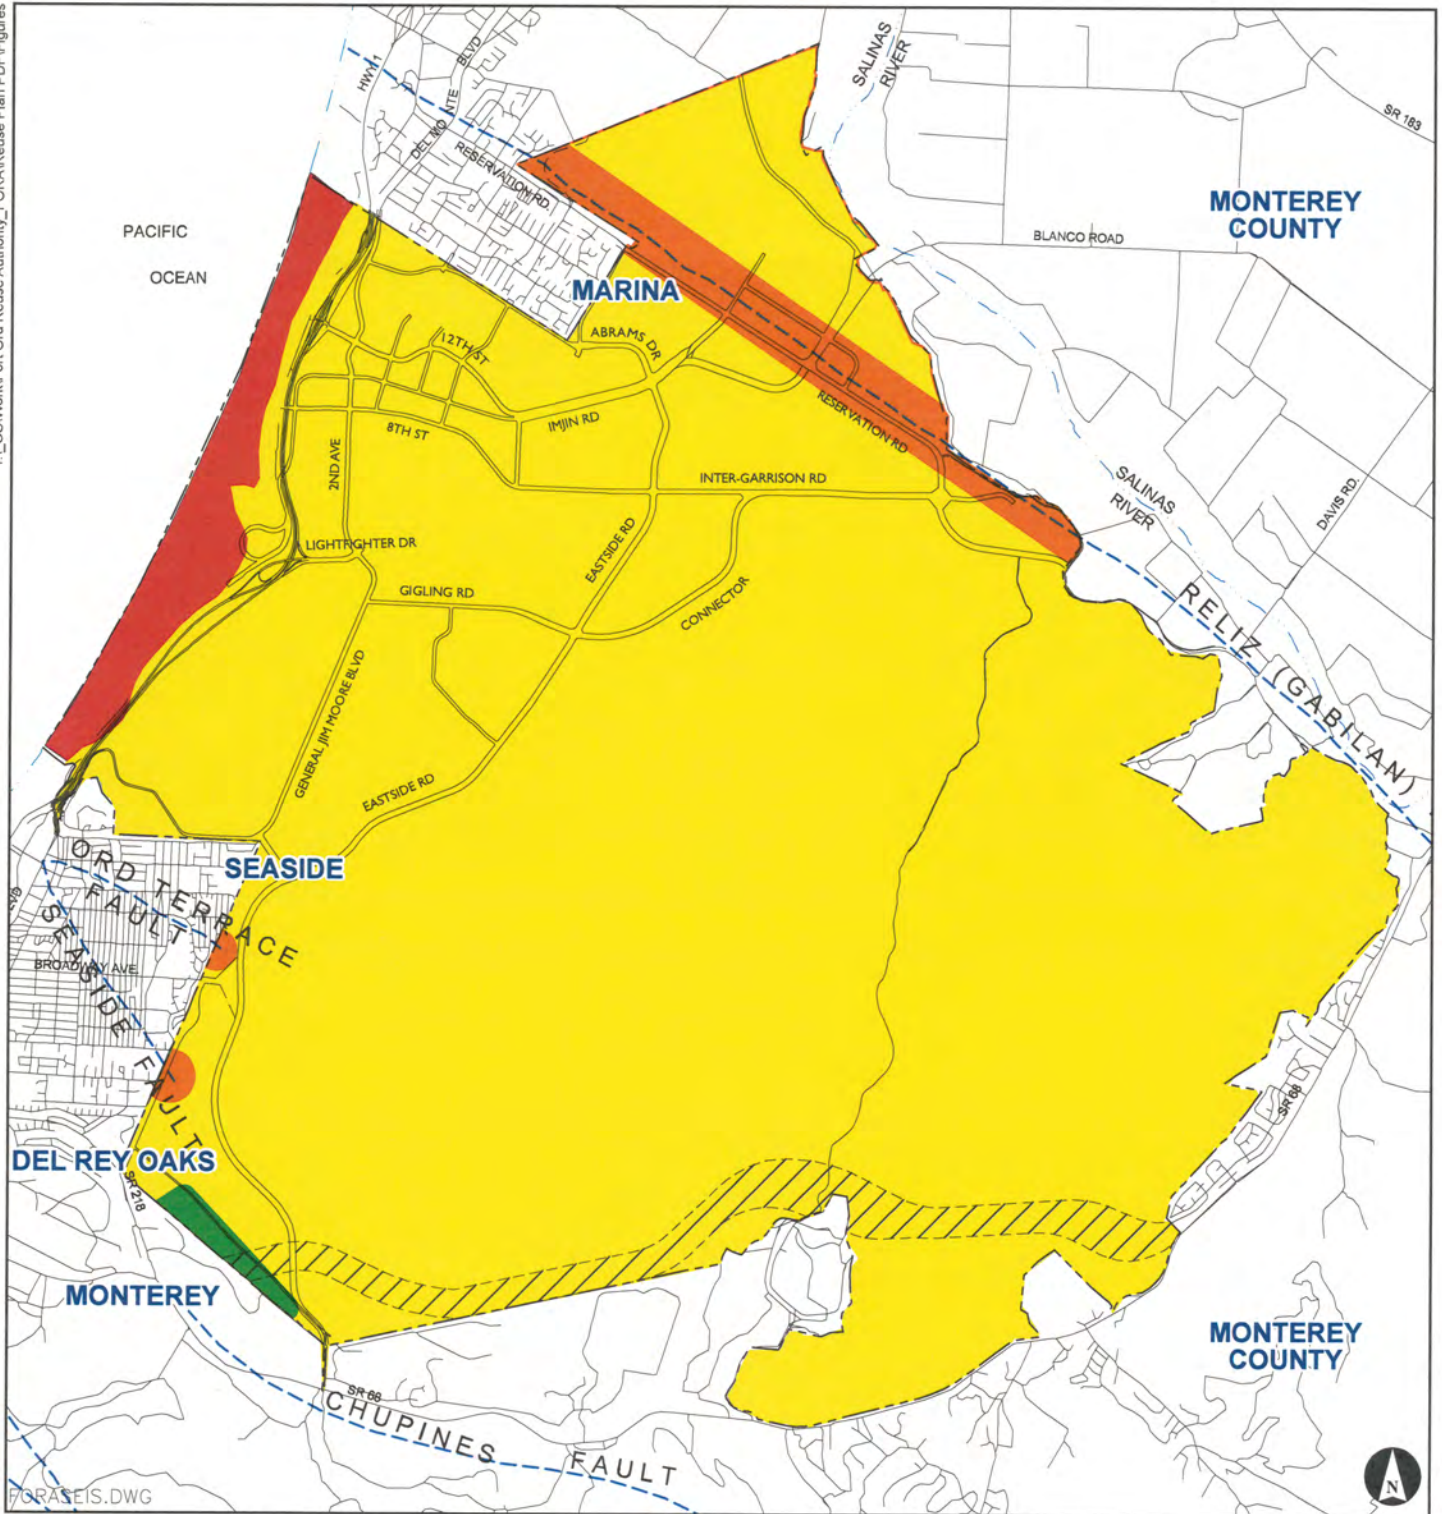 HWY 1
DEL MONTE BLVD
SALINAS
RIVER
SR 183
RESERVATION RD.
MONTEREY
COUNTY
PACIFIC
OCEAN
BLANCO ROAD
MARINA
12TH ST
ABRAMS DR
IMJIN RD
8TH ST
RESERVATION RD
2ND AVE
INTER-GARRISON RD
SALINAS
RIVER
DAVIS RD.
LIGHTFIGHTER DR
EASTSIDE RD
GIGLING RD
CONNECTOR
RELIZ (GABILAN)
GENERAL JIM MOORE BLVD
EASTSIDE RD
SEASIDE
ORD TERRACE
FAULT
SEASIDE FAULT
BROADWAY AVE
SR 68
DEL REY OAKS
SR 218
MONTEREY
MONTEREY
COUNTY
SR 68
CHUPINES FAULT
N
FORASEIS.DWG